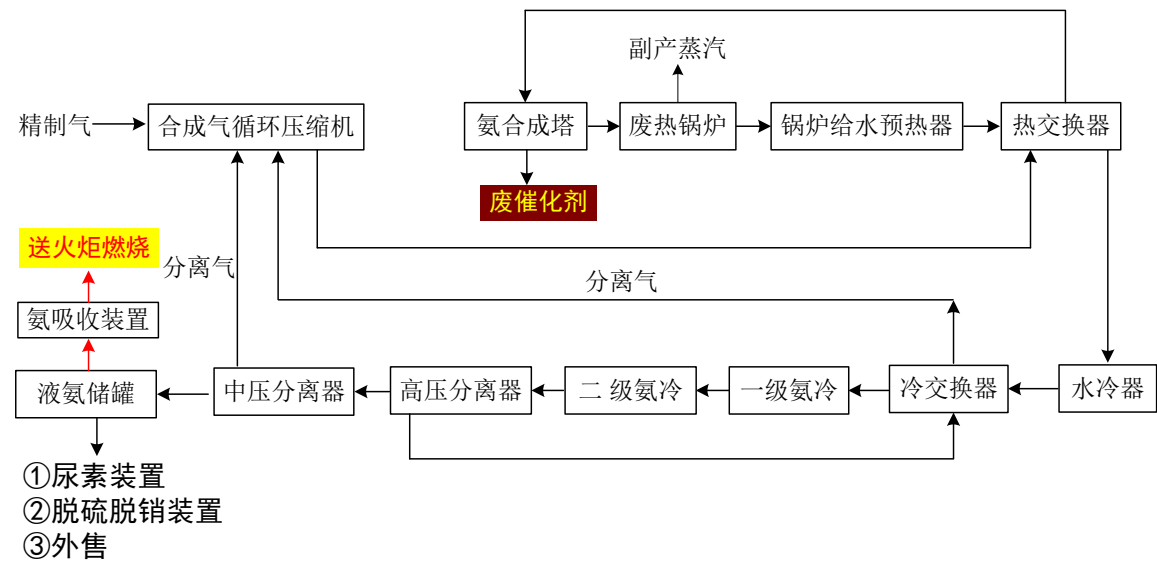 副产蒸汽
精制气
合成气循环压缩机
氨合成塔
废热锅炉
锅炉给水预热器
热交换器
废催化剂
送火炬燃烧
分离气
分离气
氨吸收装置
液氨储罐
中压分离器
高压分离器
二 级氨冷
一级氨冷
冷交换器
水冷器
①尿素装置
②脱硫脱销装置
③外售